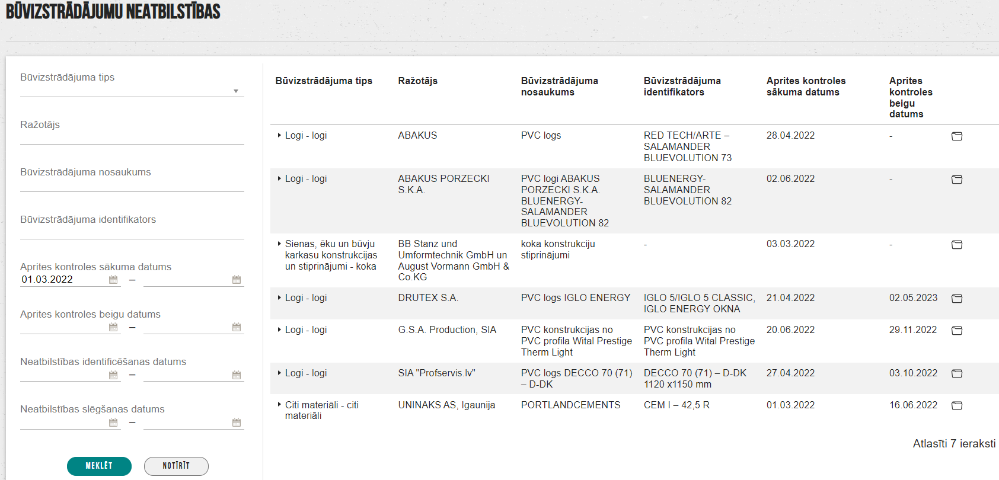 BŪVIZSTRĀDĀJUMU NEATBILSTĪBAS
Būvizstrādājuma tips
Ražotājs
Būvizstrādājuma nosaukums
Būvizstrādājuma identifikators
Aprites kontroles sākuma datums
01.03.2022 –
Aprites kontroles beigu datums
–
Neatbilstības identificēšanas datums
–
Neatbilstības slēgšanas datums
–
MEKLĒT NOTĪRĪT
Būvizstrādājuma tips
Ražotājs
Būvizstrādājuma
nosaukums
Būvizstrādājuma
identifikators
Aprites kontroles
sākuma datums
Aprites
kontroles
beigu
datums
Logi - logi
ABAKUS
PVC logs
RED TECH/ARTE –
SALAMANDER
BLUEVOLUTION 73
28.04.2022
-
Logi - logi
ABAKUS PORZECKI
S.K.A.
PVC logi ABAKUS
PORZECKI S.K.A.
BLUENERGY-
SALAMANDER
BLUEVOLUTION 82
BLUENERGY-
SALAMANDER
BLUEVOLUTION 82
02.06.2022
-
Sienas, ēku un būvju
karkasu konstrukcijas
un stiprinājumi - koka
BB Stanz und
Umformtechnik GmbH un
August Vormann GmbH &
Co.KG
koka konstrukciju
stiprinājumi
-
03.03.2022
-
Logi - logi
DRUTEX S.A.
PVC logs IGLO ENERGY
IGLO 5/IGLO 5 CLASSIC,
IGLO ENERGY OKNA
21.04.2022
02.05.2023
Logi - logi
G.S.A. Production, SIA
PVC konstrukcijas no
PVC profila Wital Prestige
Therm Light
PVC konstrukcijas no
PVC profila Wital Prestige
Therm Light
20.06.2022
29.11.2022
Logi - logi
SIA "Profservis.lv"
PVC logs DECCO 70 (71)
– D-DK
DECCO 70 (71) – D-DK
1120 x1150 mm
27.04.2022
03.10.2022
Citi materiāli - citi
materiāli
UNINAKS AS, Igaunija
PORTLANDCEMENTS
CEM I – 42,5 R
01.03.2022
16.06.2022
Atlasīti 7 ieraksti